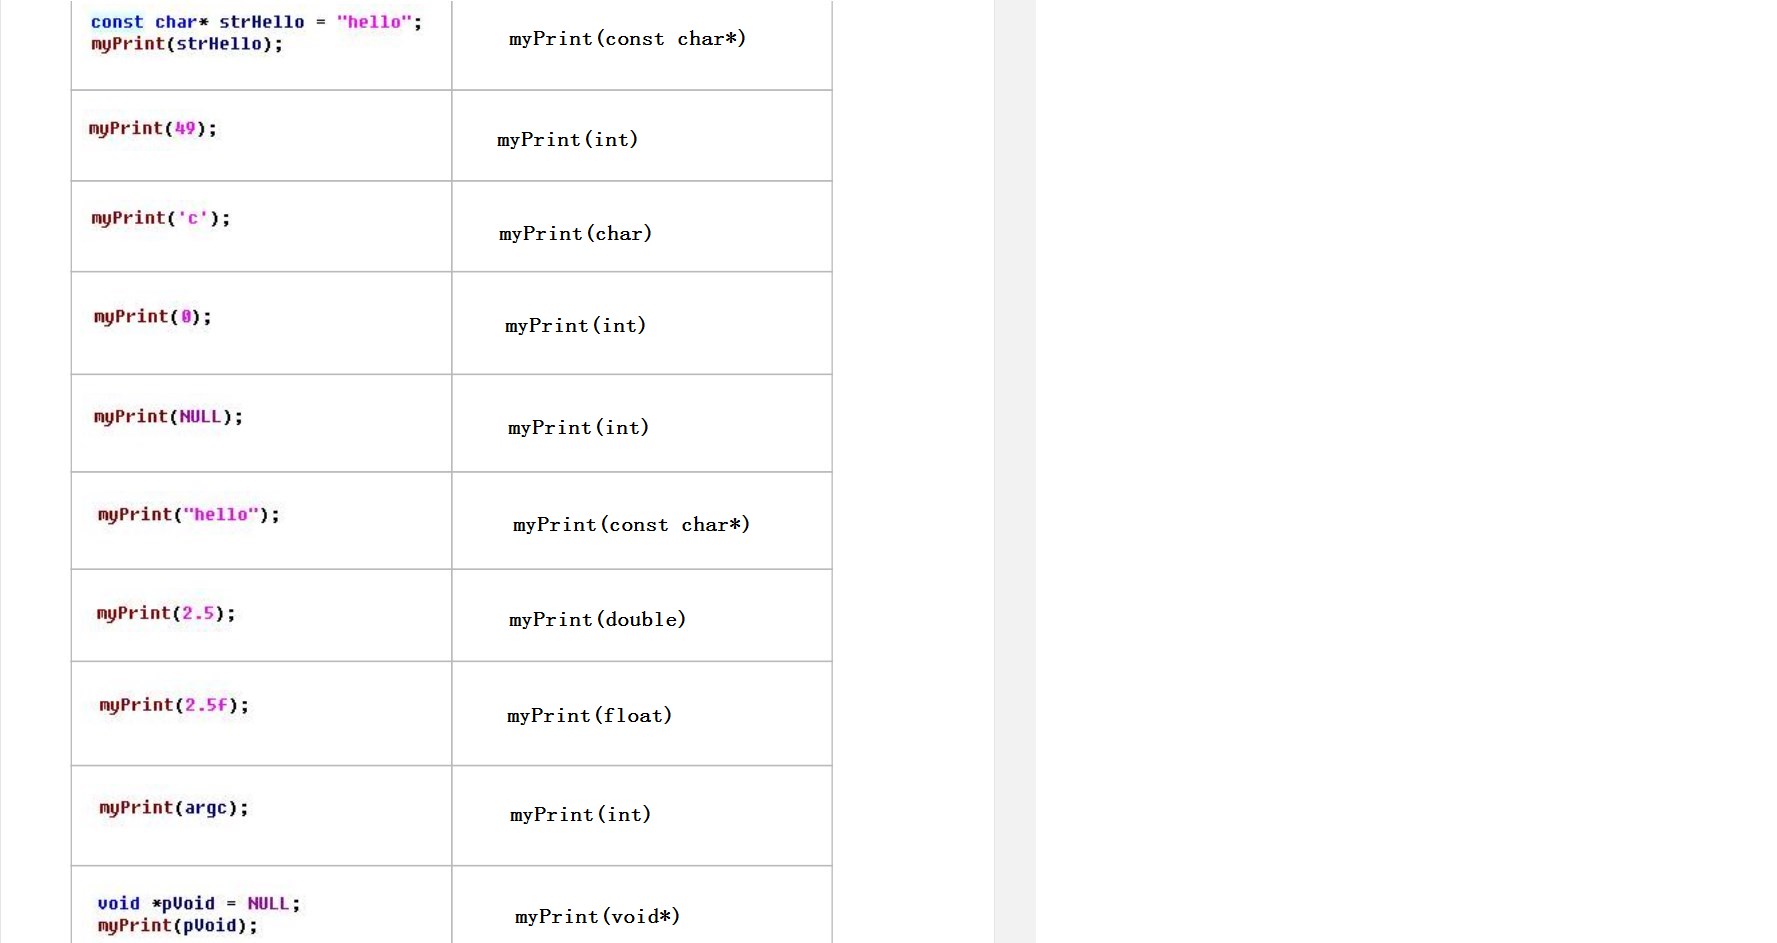 const char* strHello = "hello";
myPrint(strHello);
myPrint(const char*)
myPrint(49);
myPrint(int)
myPrint('c');
myPrint(char)
myPrint(0);
myPrint(int)
myPrint(NULL);
myPrint(int)
myPrint("hello");
myPrint(const char*)
myPrint(2.5);
myPrint(double)
myPrint(2.5f);
myPrint(float)
myPrint(argc);
myPrint(int)
void *pVoid = NULL;
myPrint(pVoid);
myPrint(void*)